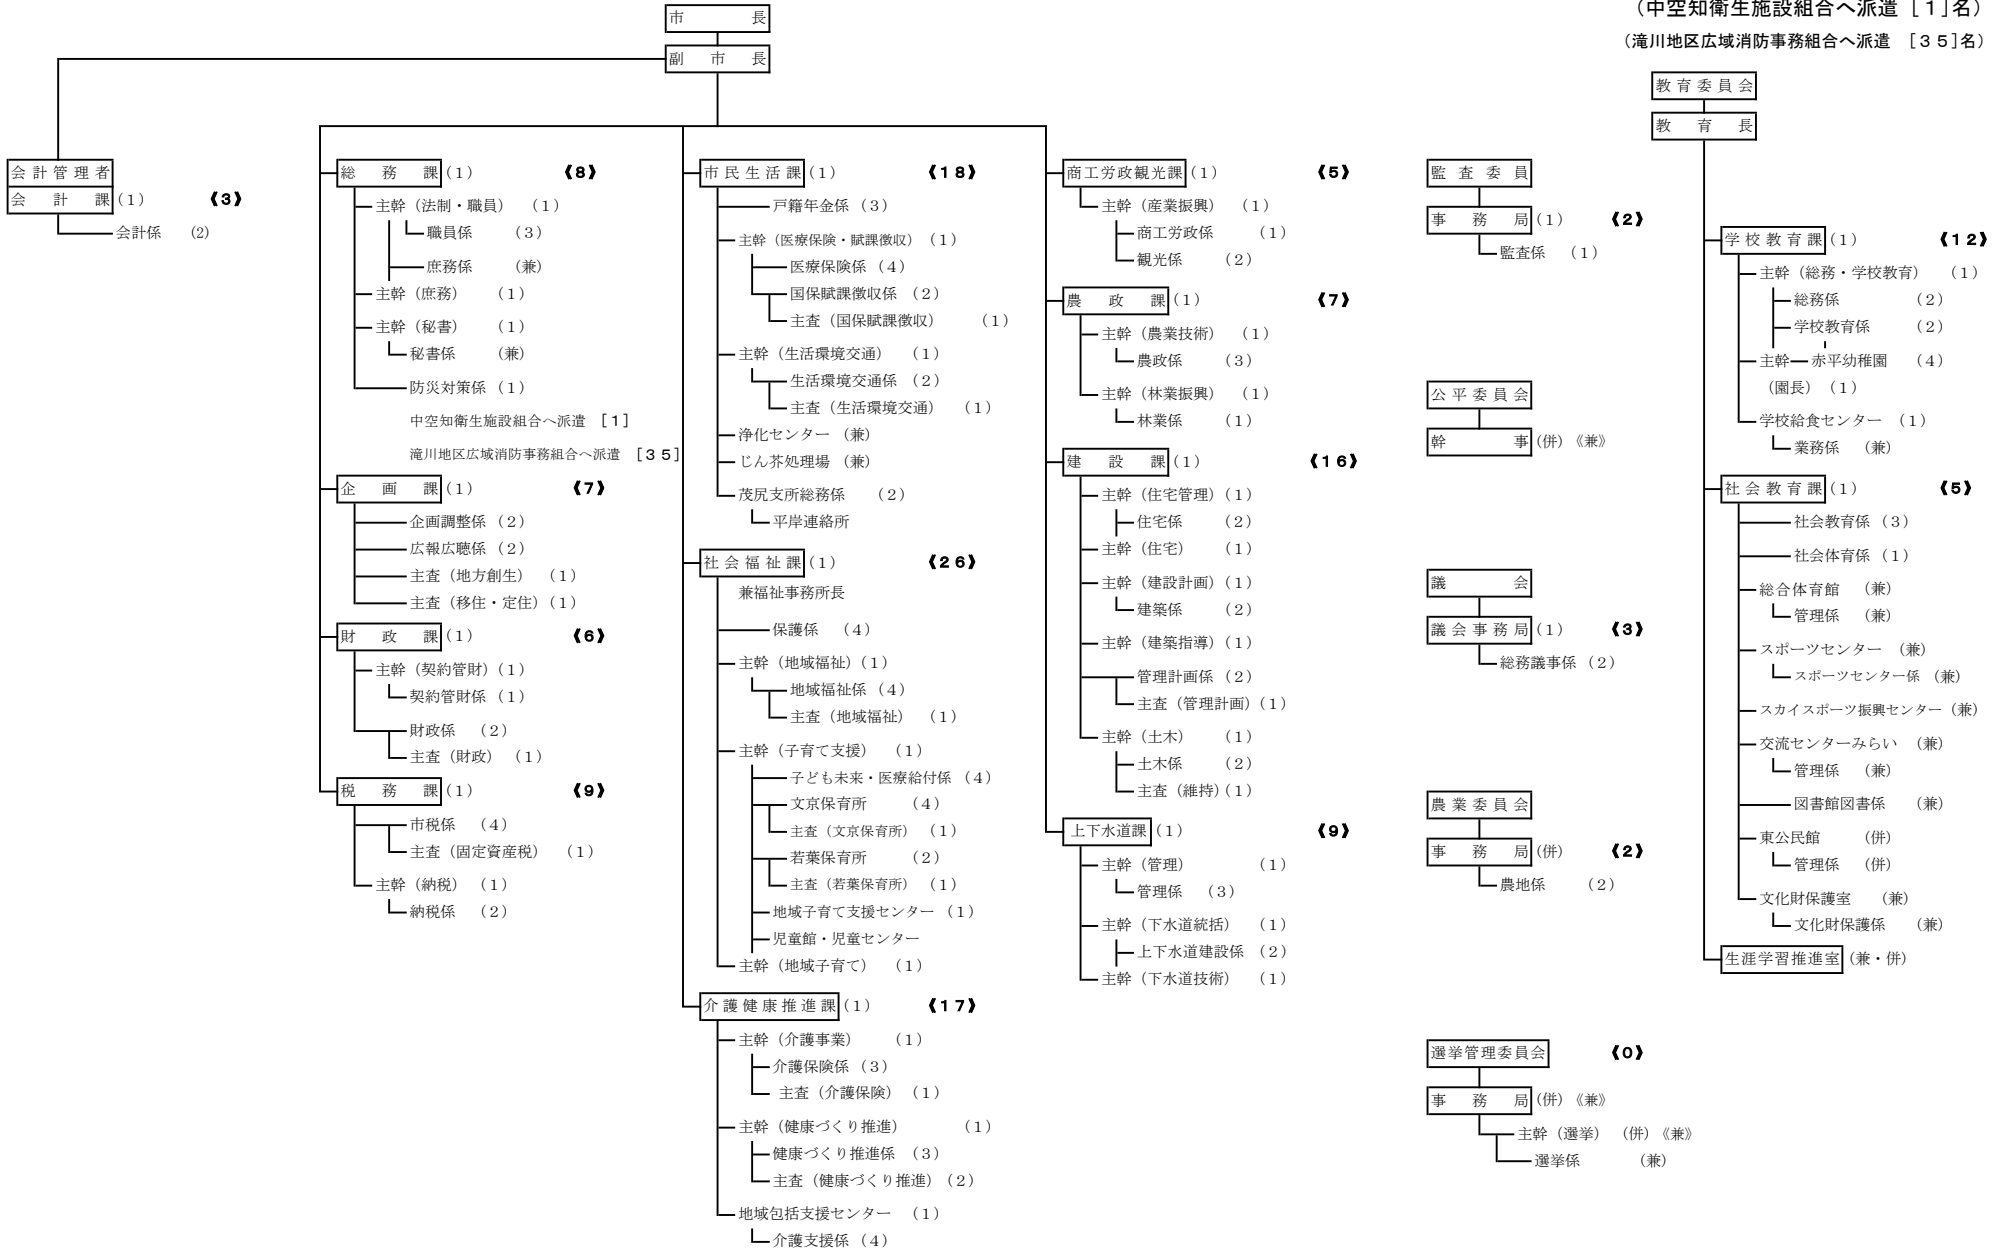 市長
副市長
(中空知衛生施設組合へ派遣 [1]名)
(滝川地区広域消防事務組合へ派遣 [35]名)
会計管理者
会計課(1) 《3》
会計係 (2)
総務課(1) 《8》
主幹(法制・職員) (1)
職員係 (3)
庶務係 (兼)
主幹(庶務) (1)
主幹(秘書) (1)
秘書係 (兼)
防災対策係(1)
中空知衛生施設組合へ派遣 [1]
滝川地区広域消防事務組合へ派遣 [35]
企画課(1) 《7》
企画調整係(2)
広報広聴係(2)
主査(地方創生) (1)
主査(移住・定住)(1)
財政課(1) 《6》
主幹(契約管財)(1)
契約管財係(1)
財政係 (2)
主査(財政) (1)
税務課(1) 《9》
市税係 (4)
主査(固定資産税) (1)
主幹(納税) (1)
納税係 (2)
市民生活課(1) 《18》
戸籍年金係(3)
主幹(医療保険・賦課徴収)(1)
医療保険係(4)
国保賦課徴収係(2)
主査(国保賦課徴収) (1)
主幹(生活環境交通) (1)
生活環境交通係(2)
主査(生活環境交通) (1)
浄化センター (兼)
じん芥処理場 (兼)
茂尻支所総務係 (2)
平岸連絡所
社会福祉課(1) 《26》
兼福祉事務所長
保護係 (4)
主幹(地域福祉)(1)
地域福祉係(4)
主査(地域福祉) (1)
主幹(子育て支援) (1)
子ども未来・医療給付係(4)
文京保育所 (4)
主査(文京保育所) (1)
若葉保育所 (2)
主査(若葉保育所) (1)
地域子育て支援センター(1)
児童館・児童センター
主幹(地域子育て) (1)
介護健康推進課(1) 《17》
主幹(介護事業) (1)
介護保険係(3)
主査(介護保険) (1)
主幹(健康づくり推進) (1)
健康づくり推進係 (3)
主査(健康づくり推進)(2)
地域包括支援センター (1)
介護支援係(4)
商工労政観光課(1) 《5》
主幹(産業振興) (1)
商工労政係 (1)
観光係 (2)
農政課(1) 《7》
主幹(農業技術) (1)
農政係 (3)
主幹(林業振興) (1)
林業係 (1)
建設課(1) 《16》
主幹(住宅管理)(1)
住宅係 (2)
主幹(住宅) (1)
主幹(建設計画)(1)
建築係 (2)
主幹(建築指導)(1)
管理計画係(2)
主査(管理計画)(1)
主幹(土木) (1)
土木係 (2)
主査(維持)(1)
上下水道課(1) 《9》
主幹(管理) (1)
管理係 (3)
主幹(下水道統括) (1)
上下水道建設係(2)
主幹(下水道技術) (1)
監査委員
事務局(1) 《2》
監査係 (1)
公平委員会
幹事(併)《兼》
議会
議会事務局(1) 《3》
総務議事係(2)
農業委員会
事務局(併) 《2》
農地係 (2)
選挙管理委員会 《0》
事務局(併)《兼》
主幹(選挙) (併)《兼》
選挙係 (兼)
教育委員会
教育長
学校教育課(1) 《12》
主幹(総務・学校教育) (1)
総務係 (2)
学校教育係 (2)
主幹 赤平幼稚園 (4)
(園長)(1)
学校給食センター (1)
業務係 (兼)
社会教育課(1) 《5》
社会教育係(3)
社会体育係(1)
総合体育館 (兼)
管理係 (兼)
スポーツセンター (兼)
スポーツセンター係 (兼)
スカイスポーツ振興センター(兼)
交流センターみらい (兼)
管理係 (兼)
図書館図書係 (兼)
東公民館 (併)
管理係 (併)
文化財保護室 (兼)
文化財保護係 (兼)
生涯学習推進室(兼・併)